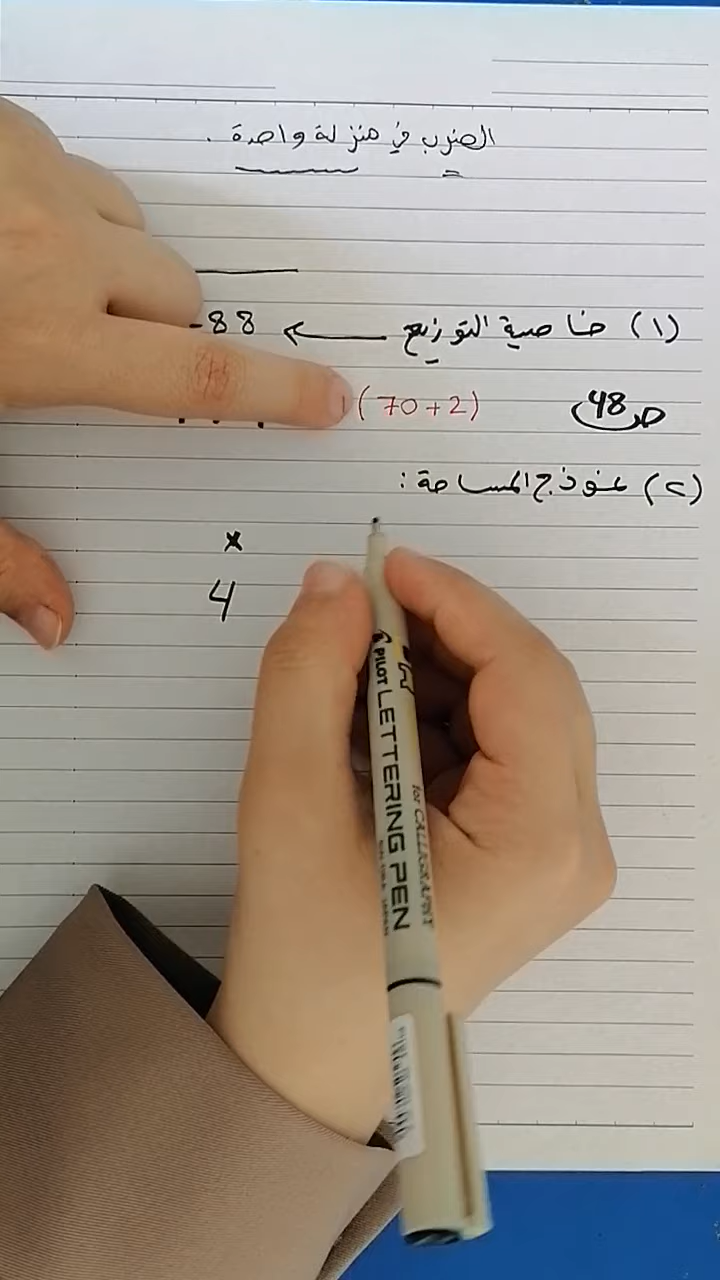 الضرب في منزلة واحدة .
(١) خاصية التوزيع ← 88-
ص48 (70+2)
(٢) نموذج المساحة :
×
4
PILOT LETTERING PEN
for CALLIGRAPHY